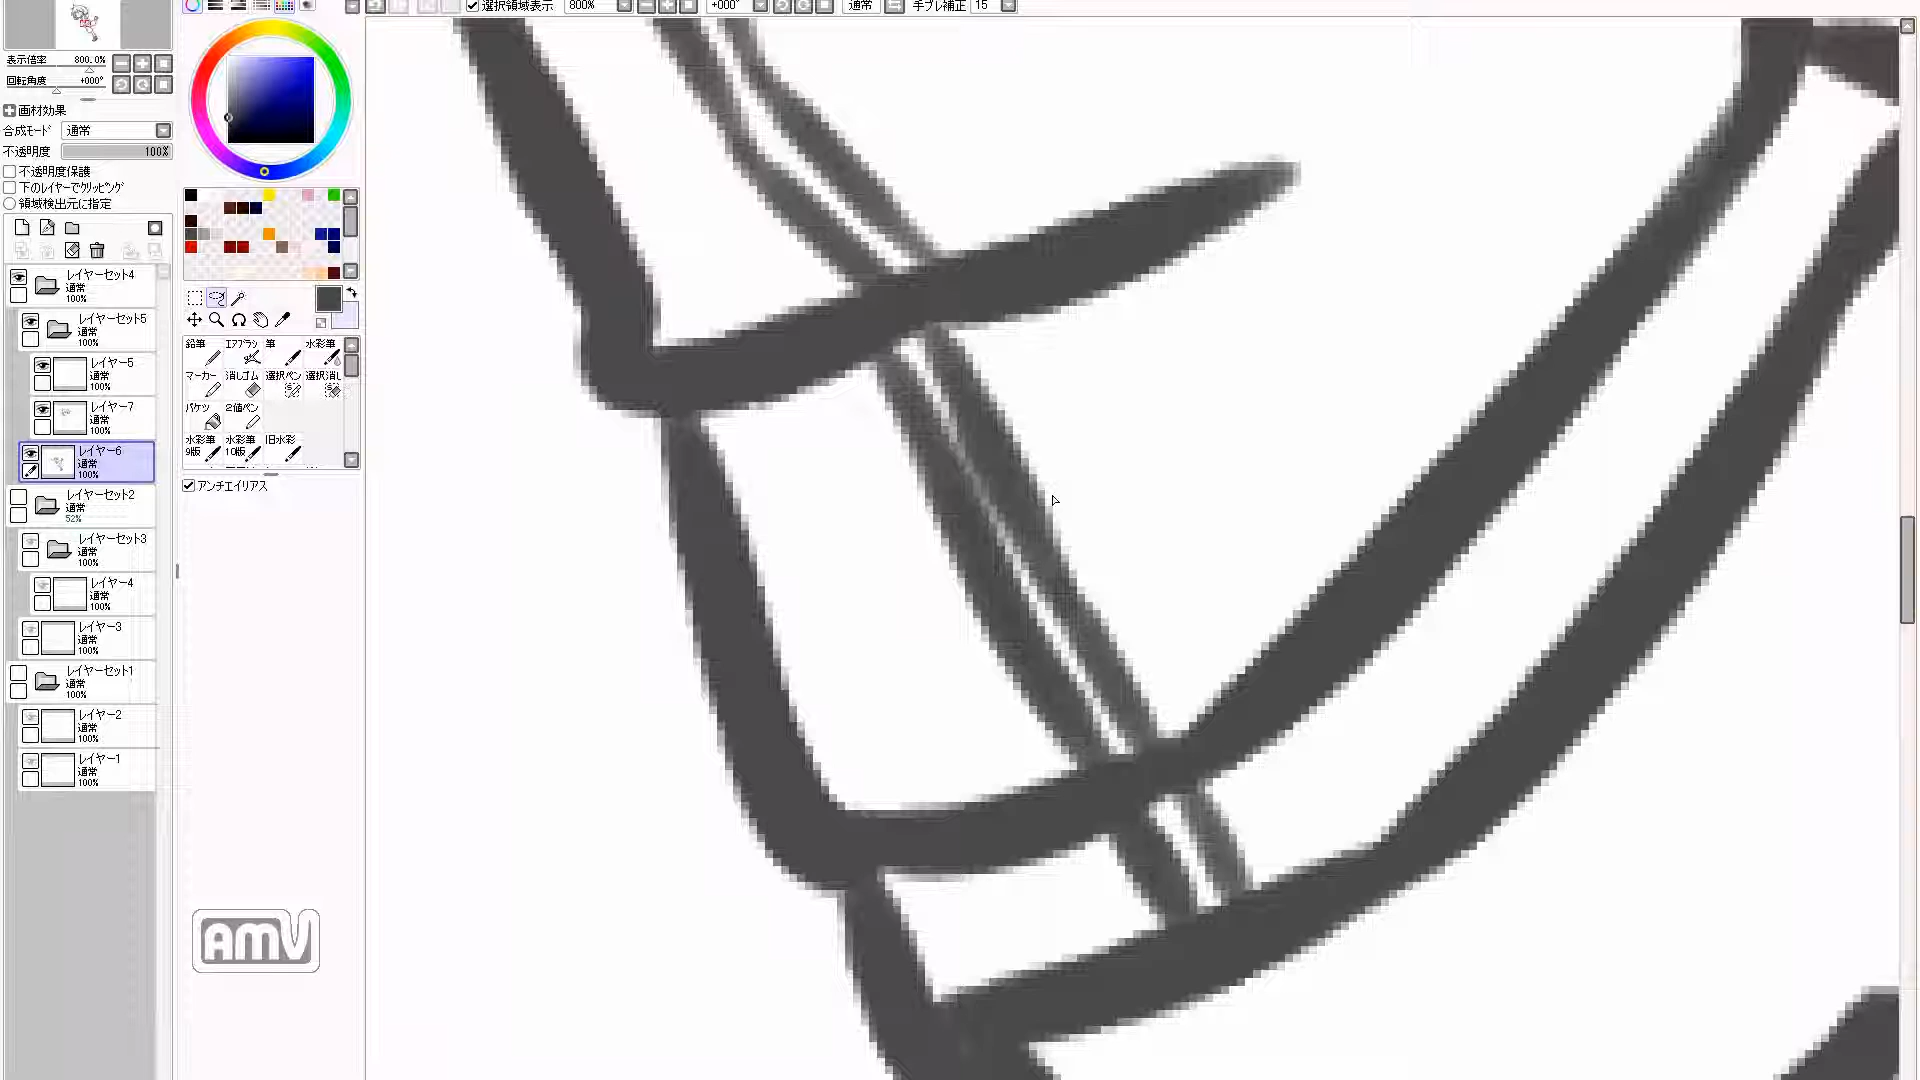 選択領域表示 800% +000° 通常 手ブレ補正 15
表示倍率 800.0%
回転角度 +000°
画材効果
合成モード 通常
不透明度 100%
不透明度保護
下のレイヤーでクリッピング
領域検出元に指定
レイヤーセット4
通常
100%
レイヤーセット5
通常
100%
レイヤー5
通常
100%
レイヤー7
通常
100%
レイヤー6
通常
100%
レイヤーセット2
通常
52%
レイヤーセット3
通常
100%
レイヤー4
通常
100%
レイヤー3
通常
100%
レイヤーセット1
通常
100%
レイヤー2
通常
100%
レイヤー1
通常
100%
鉛筆 エアブラシ 筆 水彩筆
マーカー 消しゴム 選択ペン 選択消し
バケツ 2値ペン
水彩筆 水彩筆 旧水彩
9版 10版
アンチエイリアス
AMV